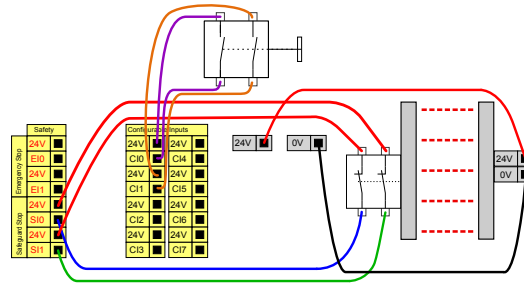 Safety
Emergency Stop
24V
EI0
24V
EI1
Safeguard Stop
24V
SI0
24V
SI1
Configurable Inputs
24V 24V
CI0 CI4
24V 24V
CI1 CI5
24V 24V
CI2 CI6
24V 24V
CI3 CI7
24V
0V
24V
0V